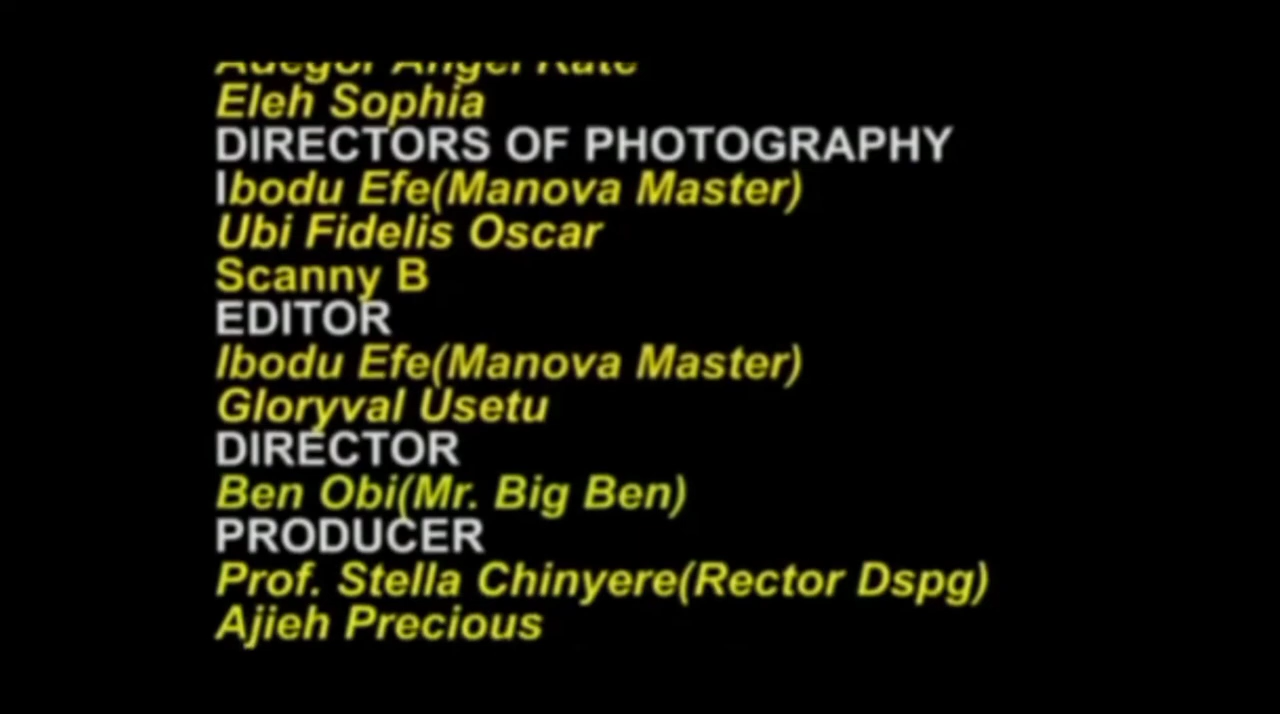 Adegor Angel Kate
Eleh Sophia
DIRECTORS OF PHOTOGRAPHY
Ibodu Efe(Manova Master)
Ubi Fidelis Oscar
Scanny B
EDITOR
Ibodu Efe(Manova Master)
Gloryval Usetu
DIRECTOR
Ben Obi(Mr. Big Ben)
PRODUCER
Prof. Stella Chinyere(Rector Dspg)
Ajieh Precious